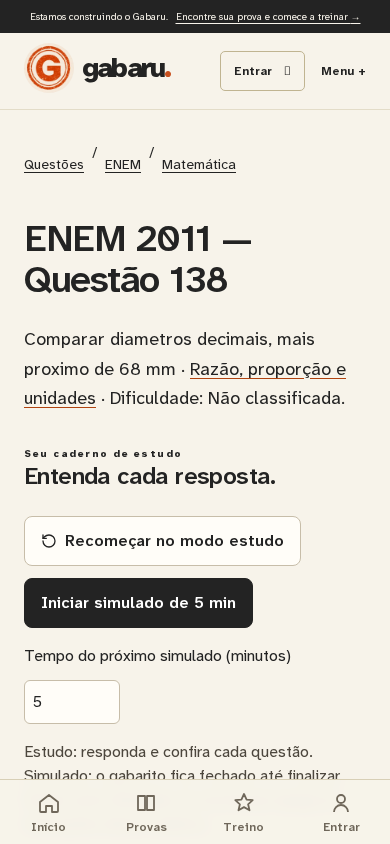 Estamos construindo o Gabaru. Encontre sua prova e comece a treinar →
gabaru.
Entrar
Menu +
Questões / ENEM / Matemática
ENEM 2011 —
Questão 138
Comparar diametros decimais, mais
proximo de 68 mm · Razão, proporção e
unidades · Dificuldade: Não classificada.
Seu caderno de estudo
Entenda cada resposta.
Recomeçar no modo estudo
Iniciar simulado de 5 min
Tempo do próximo simulado (minutos)
5
Estudo: responda e confira cada questão.
Simulado: o gabarito fica fechado até finalizar
Início
Provas
Treino
Entrar